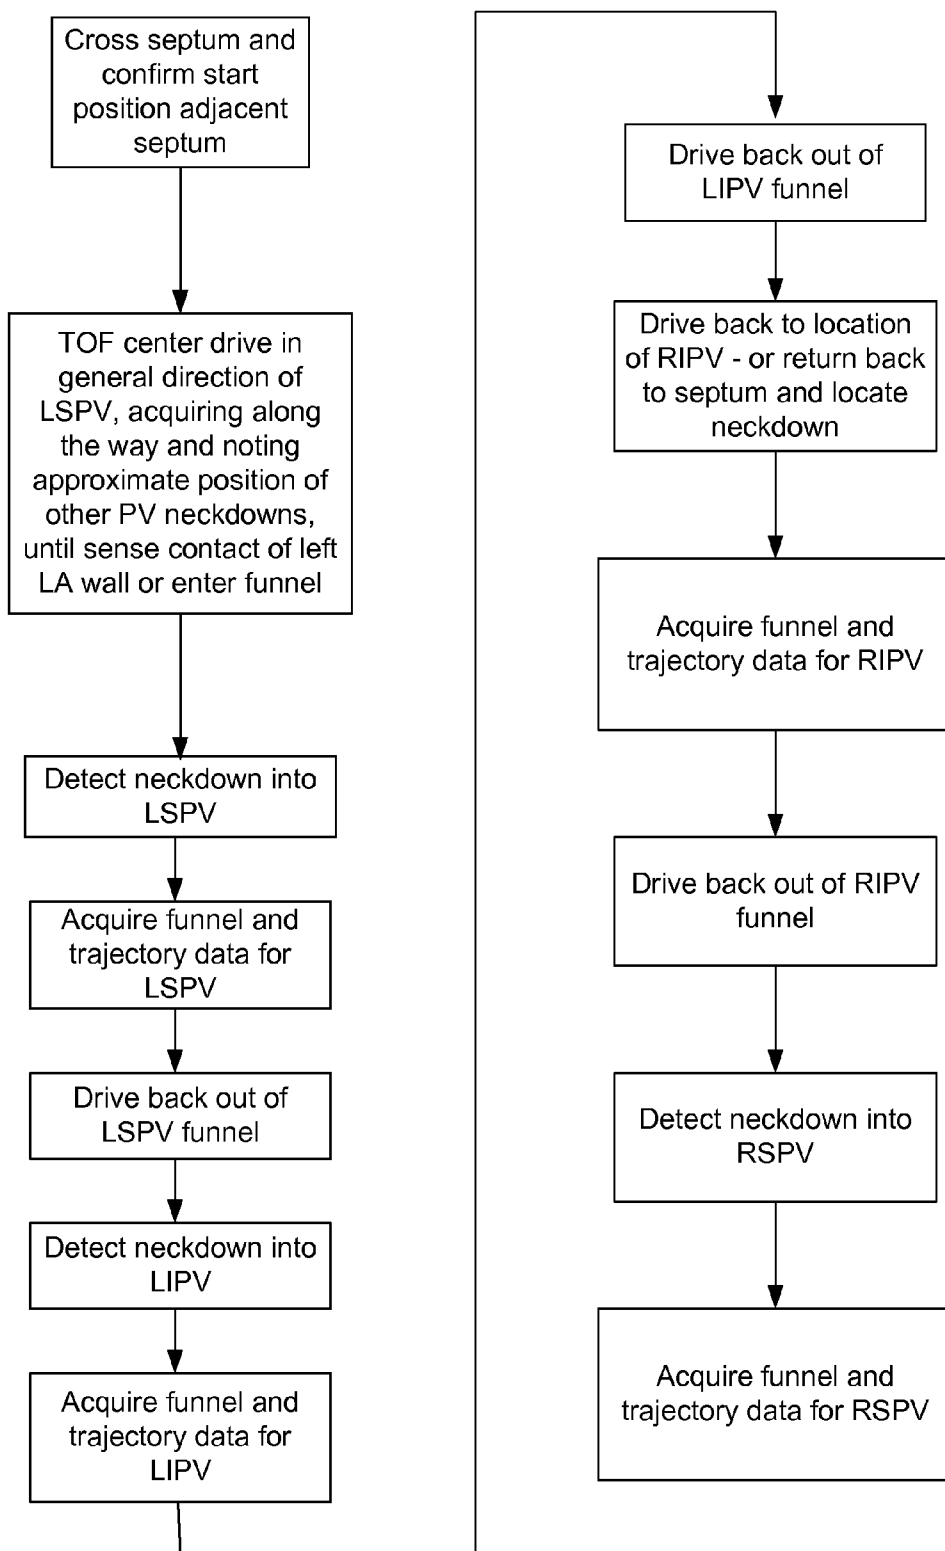 Cross septum and
confirm start
position adjacent
septum
TOF center drive in
general direction of
LSPV, acquiring along
the way and noting
approximate position of
other PV neckdowns,
until sense contact of left
LA wall or enter funnel
Detect neckdown into
LSPV
Acquire funnel and
trajectory data for
LSPV
Drive back out of
LSPV funnel
Detect neckdown into
LIPV
Acquire funnel and
trajectory data for
LIPV
Drive back out of
LIPV funnel
Drive back to location
of RIPV - or return back
to septum and locate
neckdown
Acquire funnel and
trajectory data for RIPV
Drive back out of RIPV
funnel
Detect neckdown into
RSPV
Acquire funnel and
trajectory data for RSPV